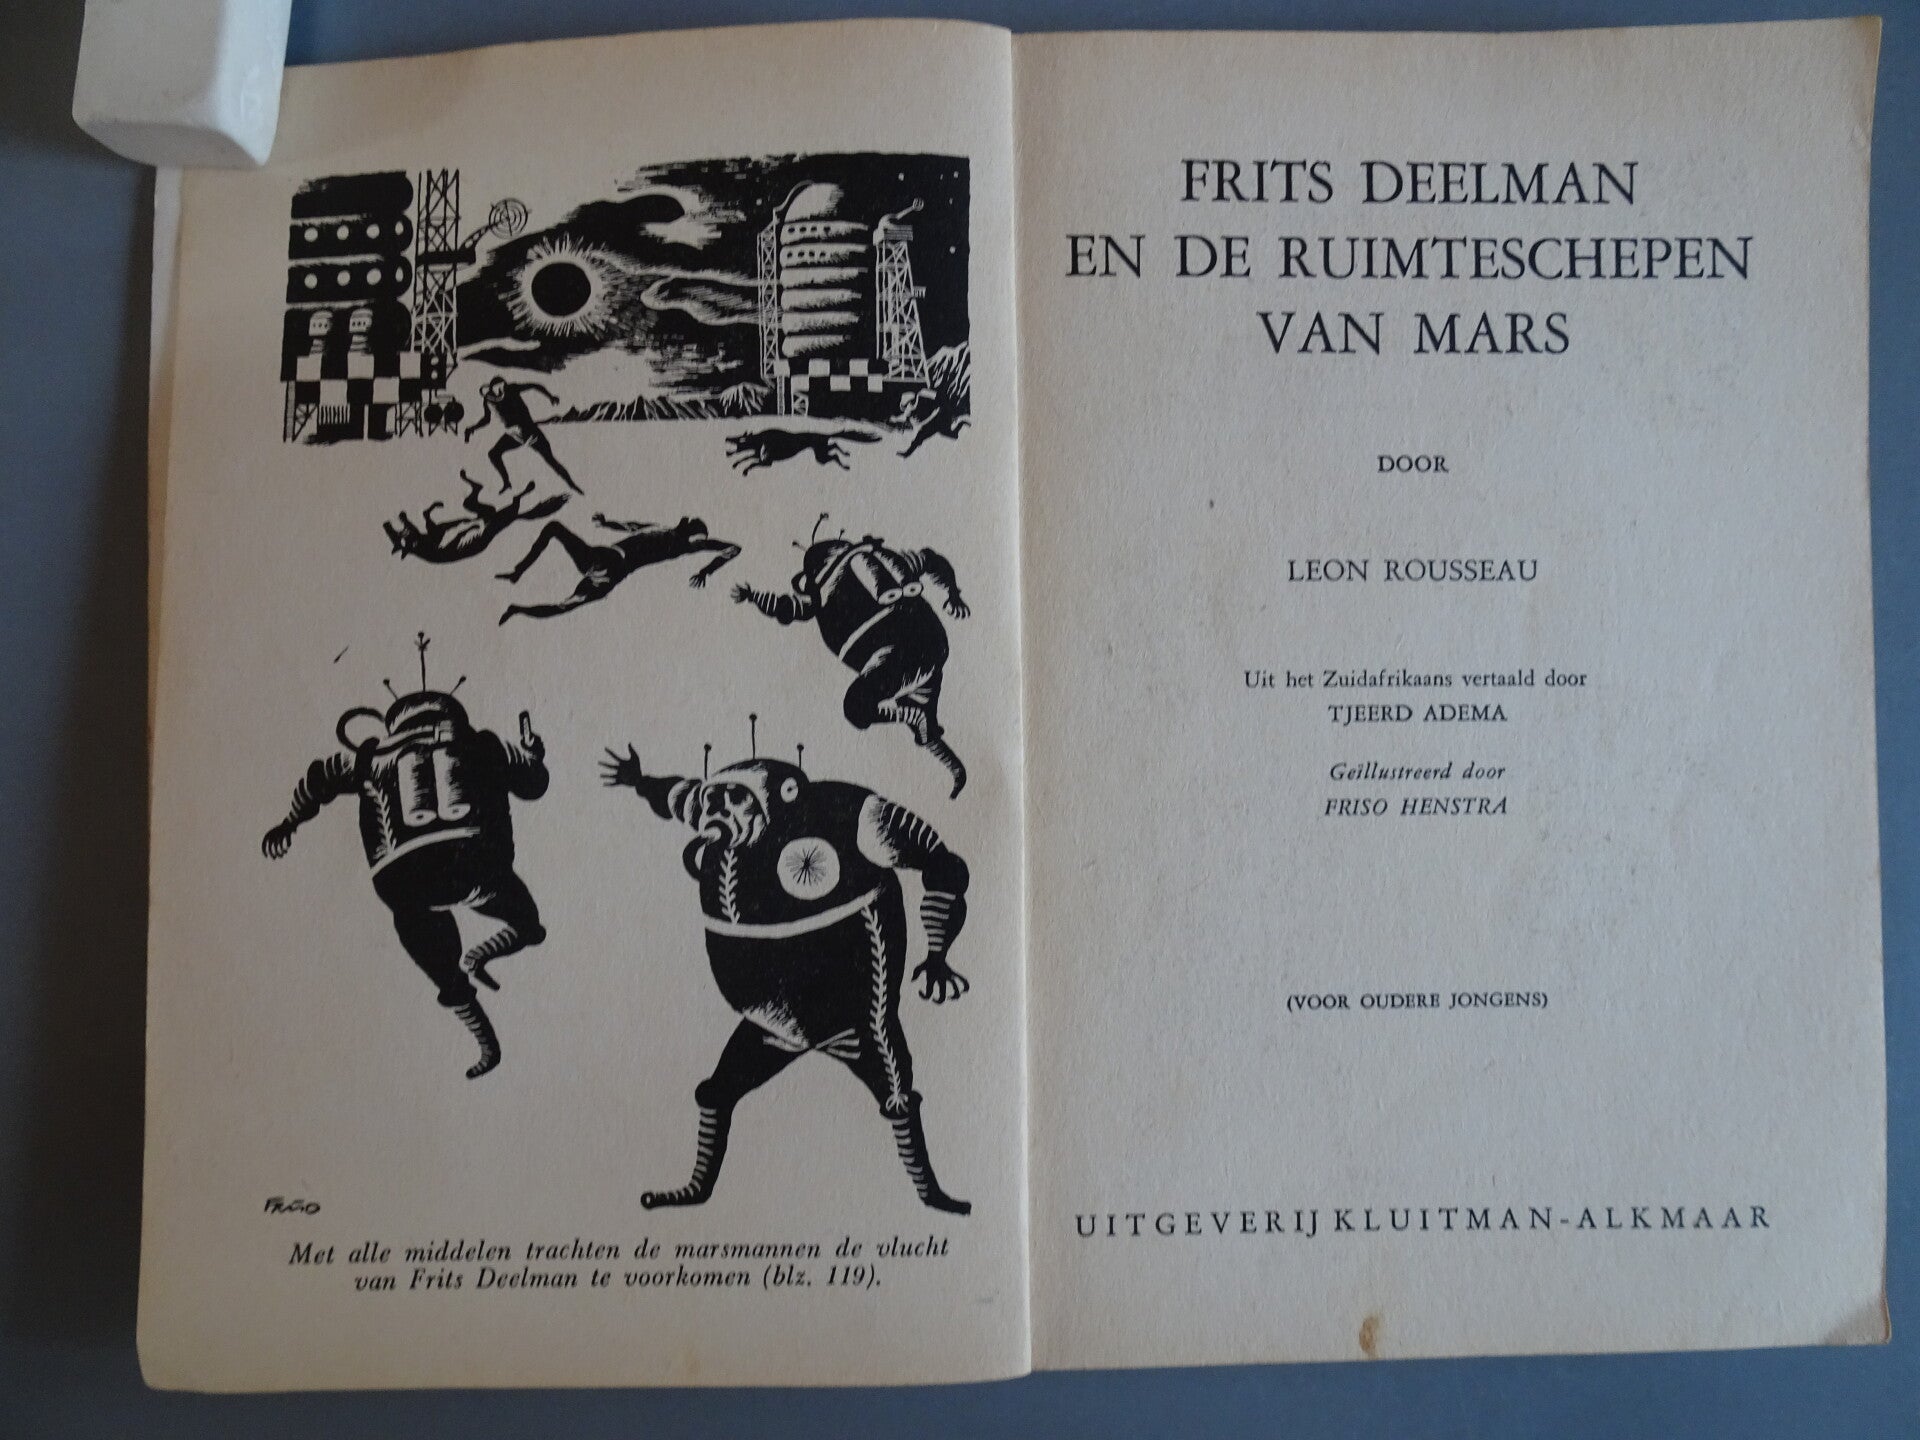 FRISO
Met alle middelen trachten de marsmannen de vlucht
van Frits Deelman te voorkomen (blz. 119).
FRITS DEELMAN
EN DE RUIMTESCHEPEN
VAN MARS
DOOR
LEON ROUSSEAU
Uit het Zuidafrikaans vertaald door
TJEERD ADEMA
Geïllustreerd door
FRISO HENSTRA
(VOOR OUDERE JONGENS)
UITGEVERIJ KLUITMAN-ALKMAAR